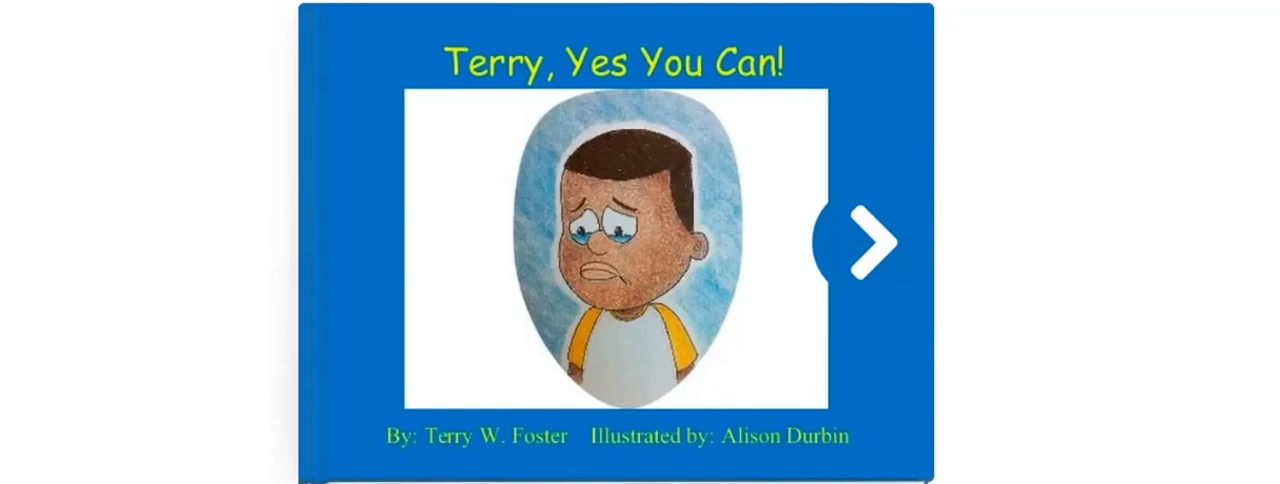 Terry, Yes You Can!
By: Terry W. Foster Illustrated by: Alison Durbin